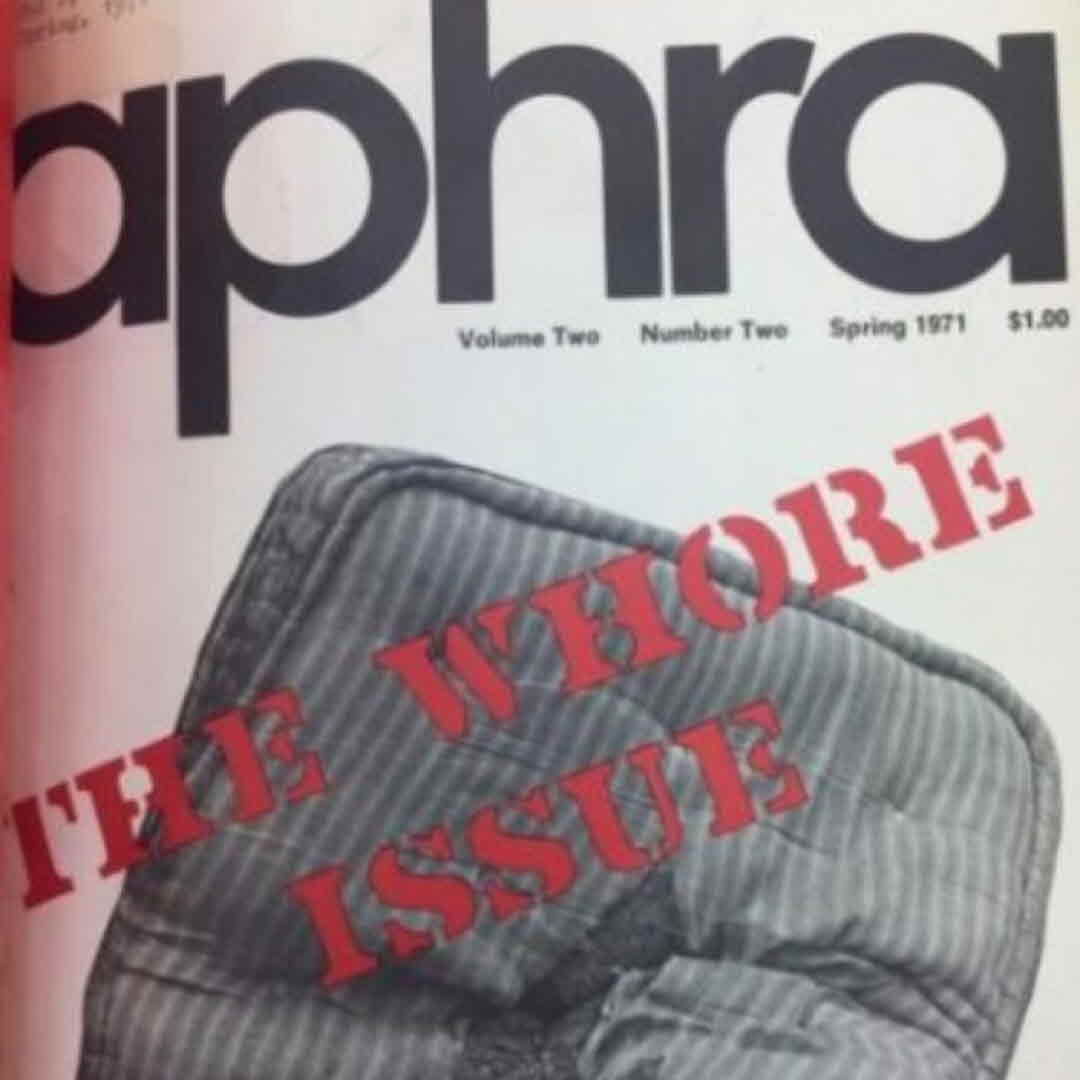 aphra
Volume Two Number Two Spring 1971 $1.00
THE WHORE
ISSUE